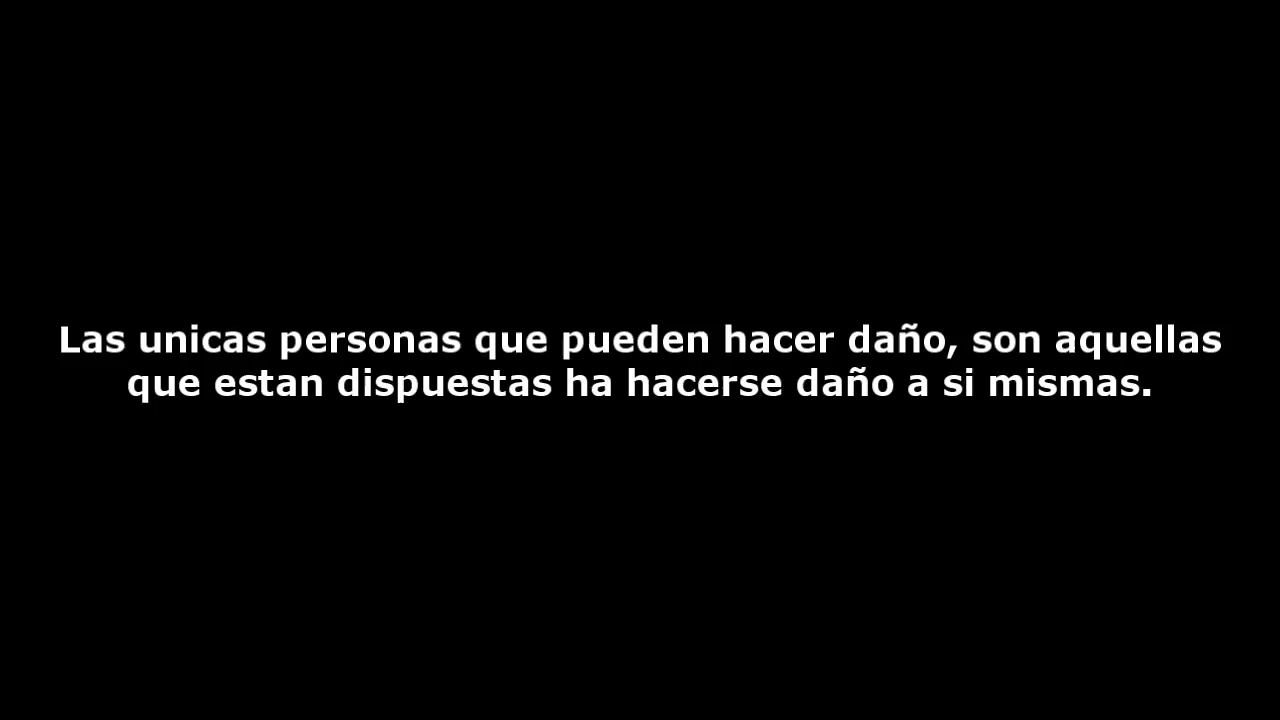 Las unicas personas que pueden hacer daño, son aquellas
que estan dispuestas ha hacerse daño a si mismas.